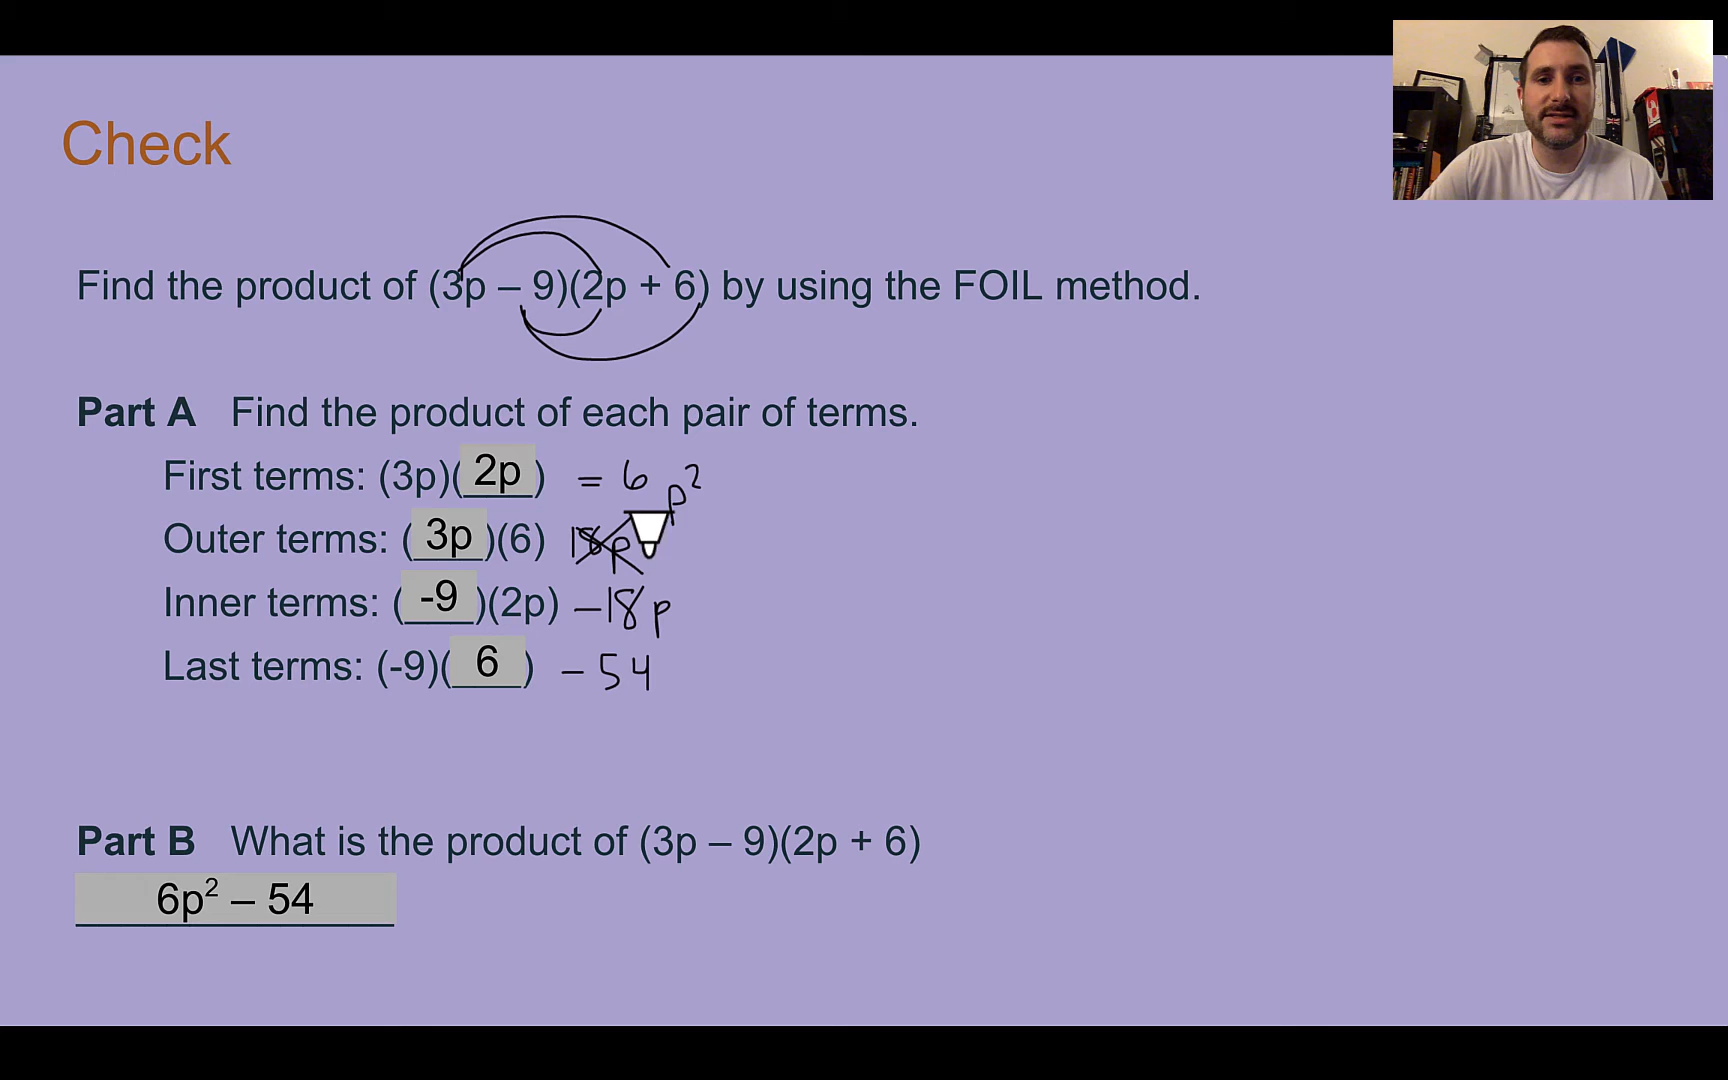 Check
Find the product of (3p – 9)(2p + 6) by using the FOIL method.
Part A Find the product of each pair of terms.
First terms: (3p)(2p) = 6p²
Outer terms: (3p)(6) 18p
Inner terms: (-9)(2p) –18p
Last terms: (-9)(6) – 54
Part B What is the product of (3p – 9)(2p + 6)
6p² – 54